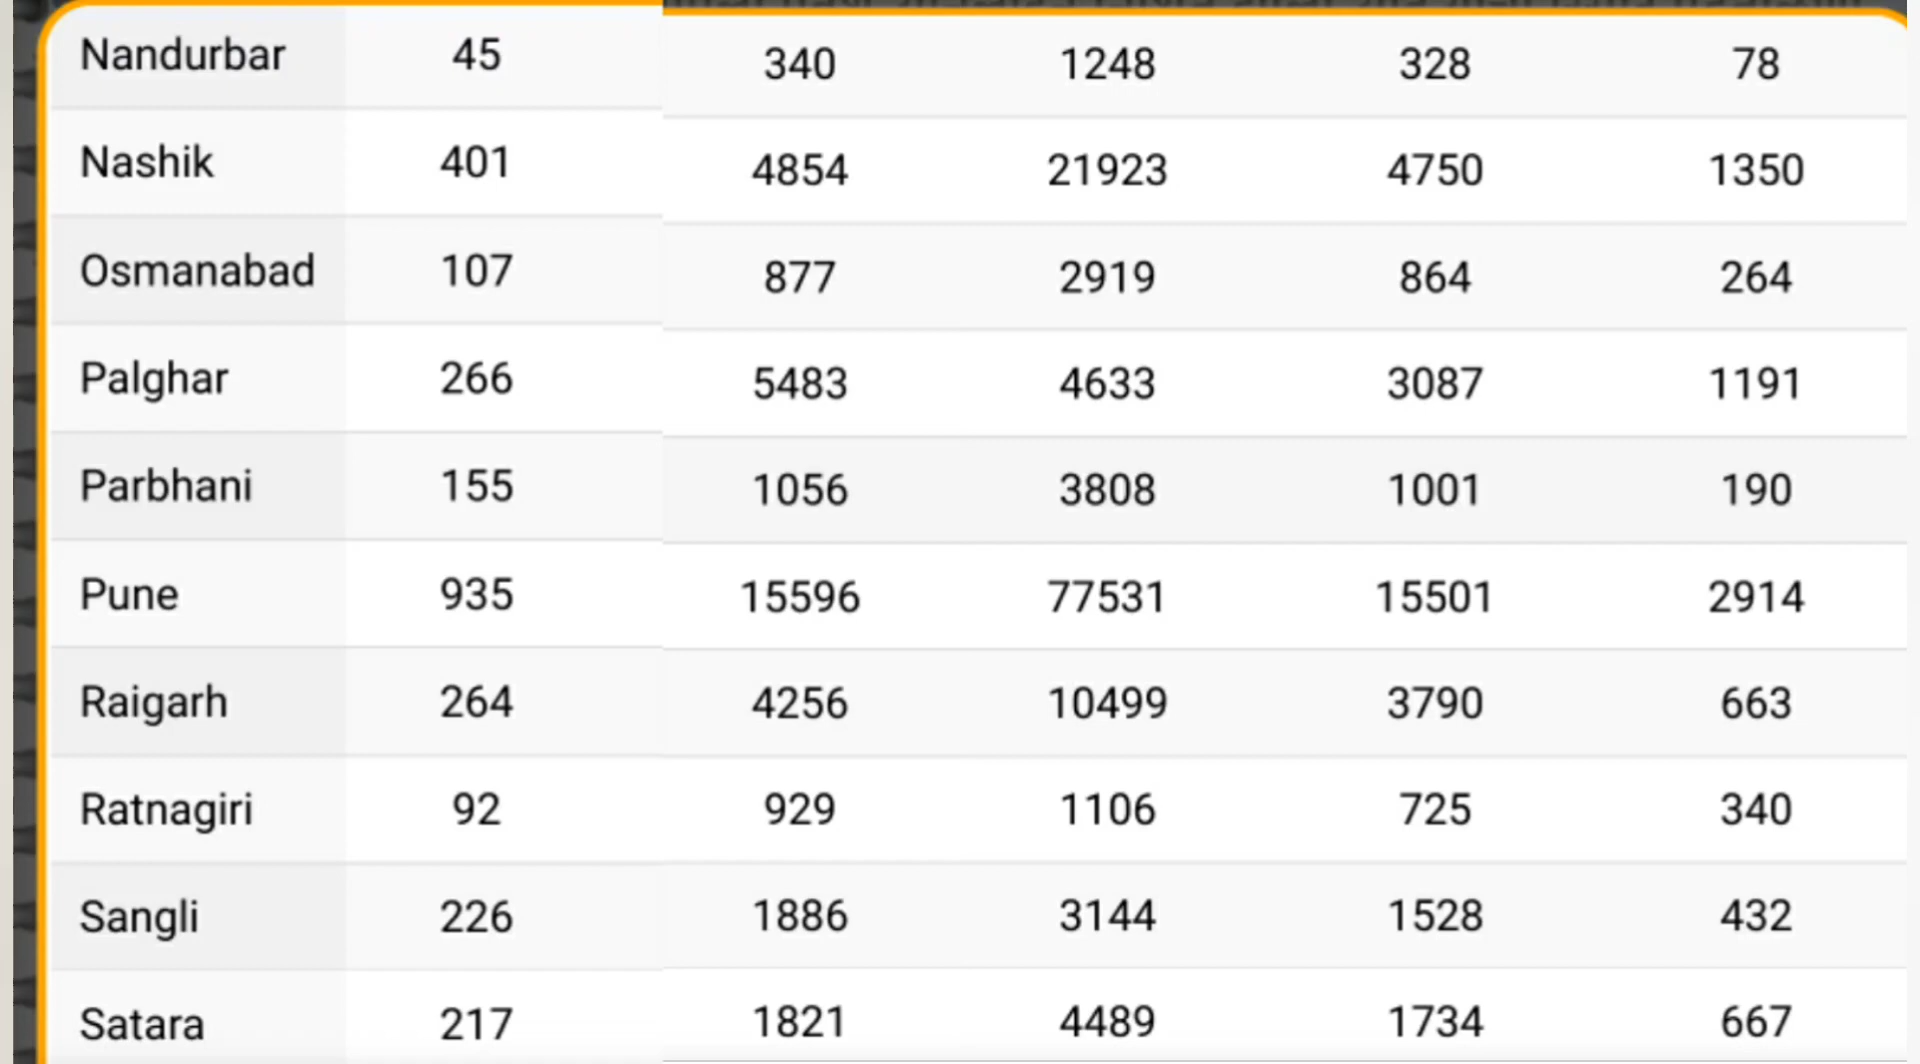 Nandurbar 45 340 1248 328 78
Nashik 401 4854 21923 4750 1350
Osmanabad 107 877 2919 864 264
Palghar 266 5483 4633 3087 1191
Parbhani 155 1056 3808 1001 190
Pune 935 15596 77531 15501 2914
Raigarh 264 4256 10499 3790 663
Ratnagiri 92 929 1106 725 340
Sangli 226 1886 3144 1528 432
Satara 217 1821 4489 1734 667